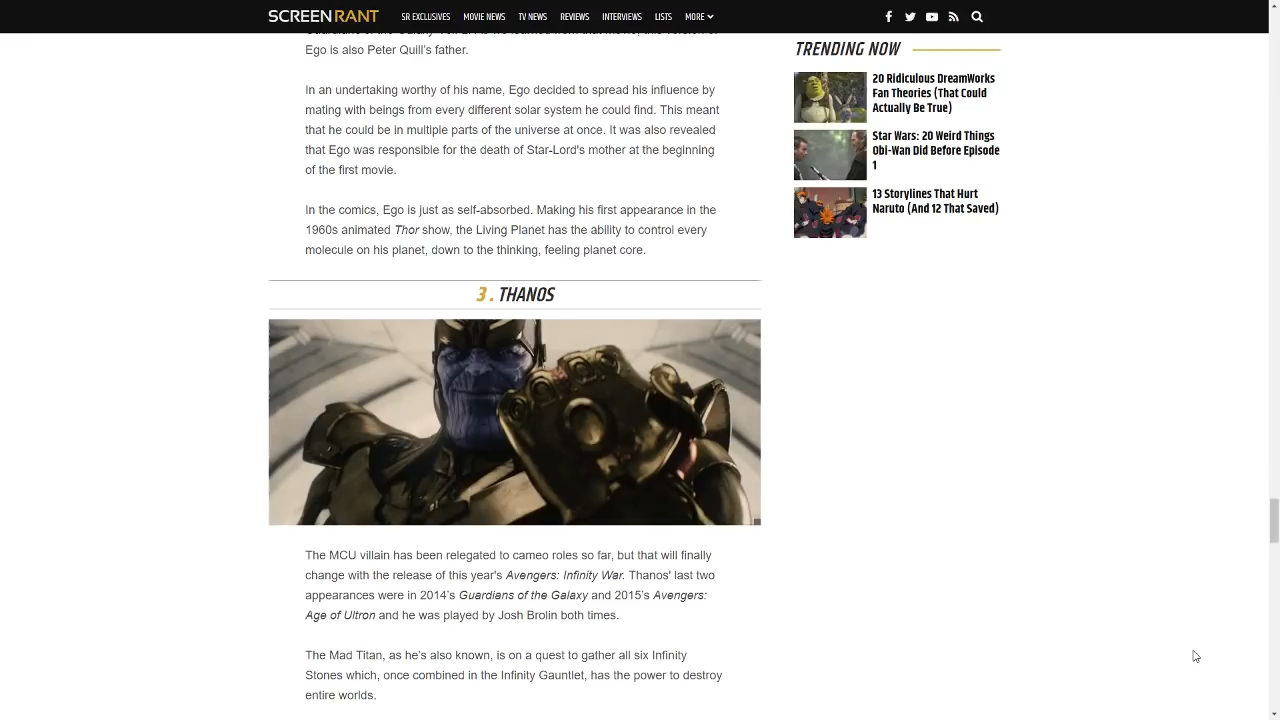 SCREENRANT
SR EXCLUSIVES
MOVIE NEWS
TV NEWS
REVIEWS
INTERVIEWS
LISTS
MORE
Ego is also Peter Quill's father.
In an undertaking worthy of his name, Ego decided to spread his influence by
mating with beings from every different solar system he could find. This meant
that he could be in multiple parts of the universe at once. It was also revealed
that Ego was responsible for the death of Star-Lord's mother at the beginning
of the first movie.
In the comics, Ego is just as self-absorbed. Making his first appearance in the
1960s animated Thor show, the Living Planet has the ability to control every
molecule on his planet, down to the thinking, feeling planet core.
3 . THANOS
The MCU villain has been relegated to cameo roles so far, but that will finally
change with the release of this year's Avengers: Infinity War. Thanos' last two
appearances were in 2014's Guardians of the Galaxy and 2015's Avengers:
Age of Ultron and he was played by Josh Brolin both times.
The Mad Titan, as he's also known, is on a quest to gather all six Infinity
Stones which, once combined in the Infinity Gauntlet, has the power to destroy
entire worlds.
TRENDING NOW
20 Ridiculous DreamWorks
Fan Theories (That Could
Actually Be True)
Star Wars: 20 Weird Things
Obi-Wan Did Before Episode
1
13 Storylines That Hurt
Naruto (And 12 That Saved)